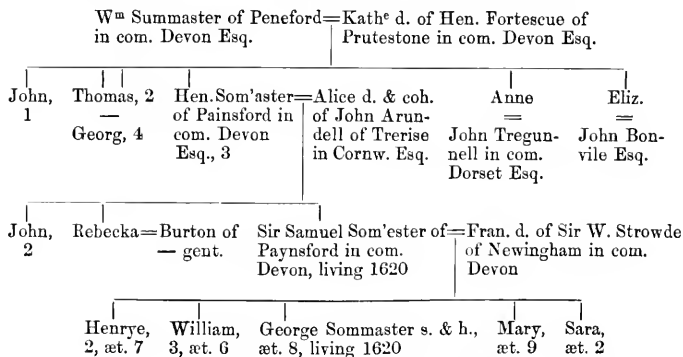 Wᵐ Summaster of Peneford=Kathᵉ d. of Hen. Fortescue of
in com. Devon Esq. Prutestone in com. Devon Esq.
John, Thomas, 2 Hen. Som'aster=Alice d. & coh. Anne Eliz.
1 — of Painsford in of John Arun- = =
Georg, 4 com. Devon dell of Trerise John Tregun- John Bon-
Esq., 3 in Cornw. Esq. nell in com. vile Esq.
Dorset Esq.
John, Rebecka=Burton of Sir Samuel Som'ester of=Fran. d. of Sir W. Strowde
2 — gent. Paynsford in com. of Newingham in com.
Devon, living 1620 Devon
Henrye, William, George Sommaster s. & h., Mary, Sara,
2, æt. 7 3, æt. 6 æt. 8, living 1620 æt. 9 æt. 2